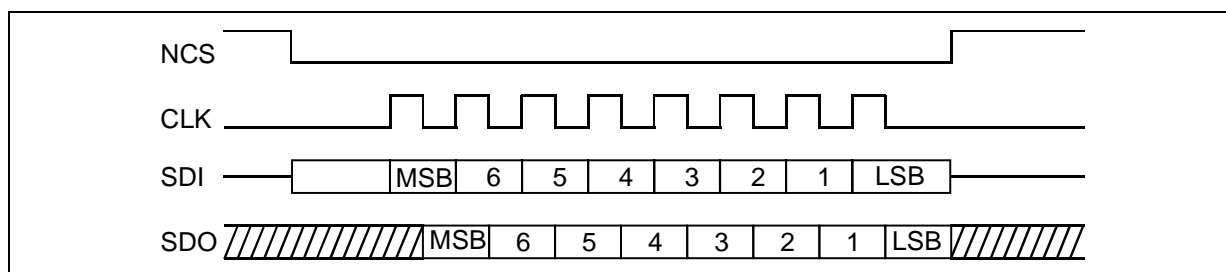 NCS
CLK
SDI MSB 6 5 4 3 2 1 LSB
SDO MSB 6 5 4 3 2 1 LSB